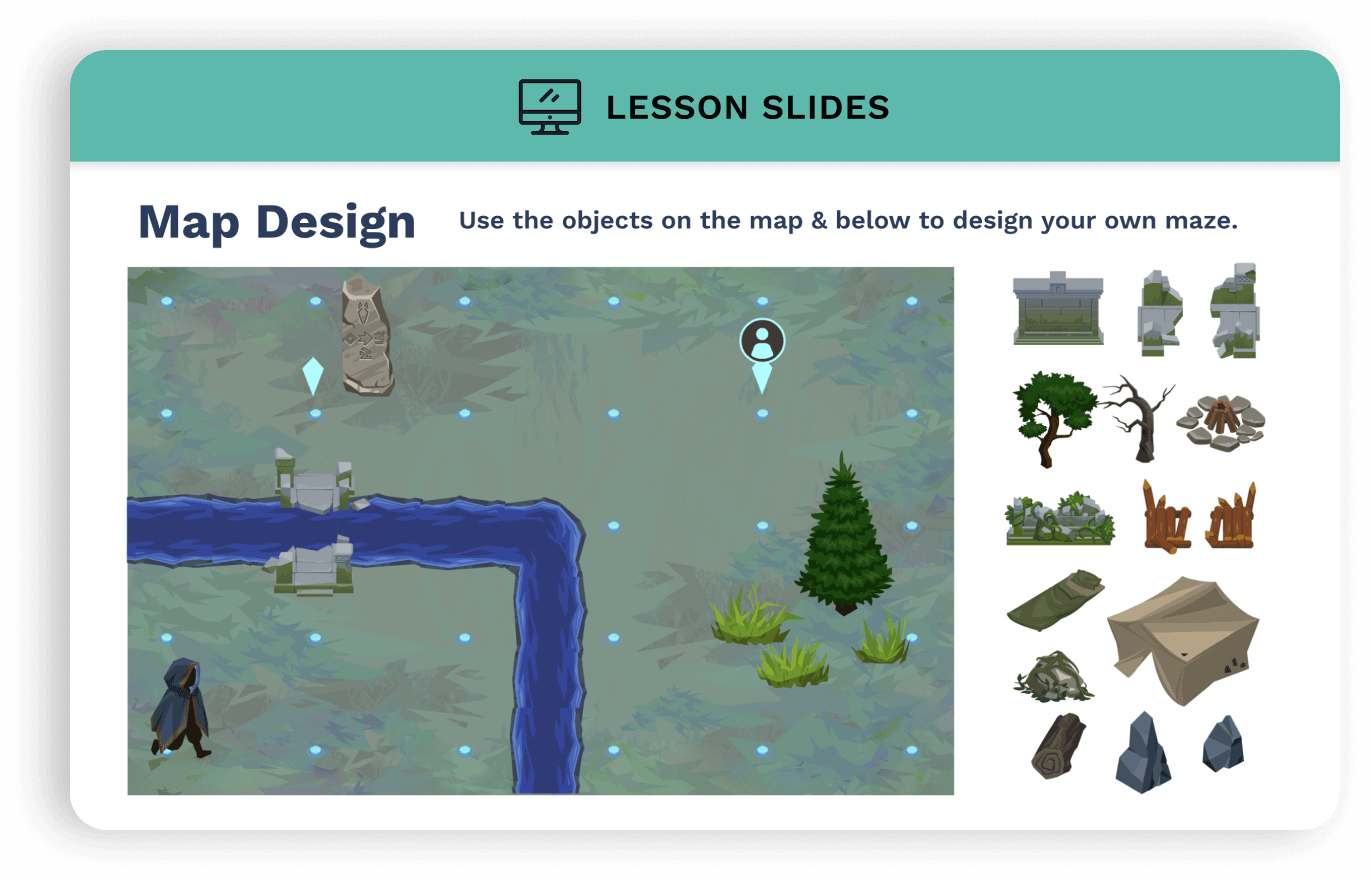 LESSON SLIDES
Map Design
Use the objects on the map & below to design your own maze.